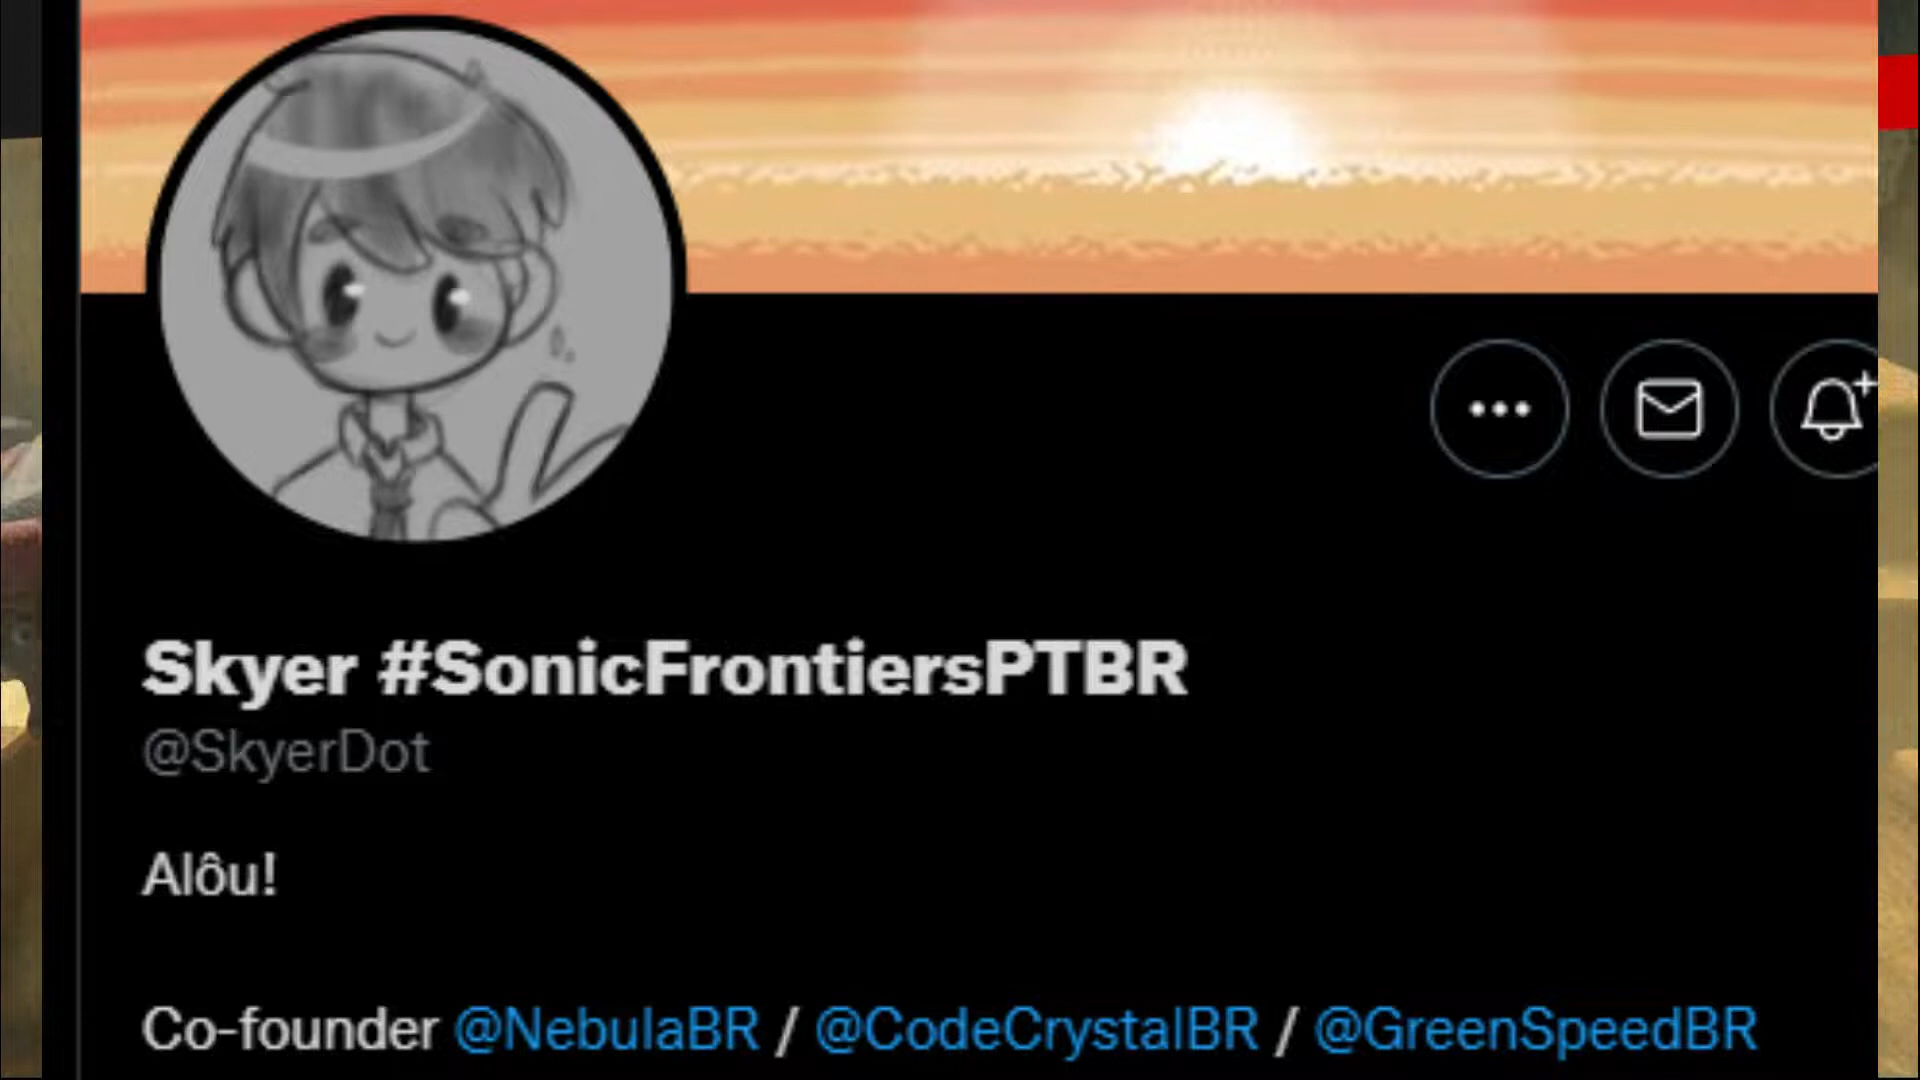 Skyer #SonicFrontiersPTBR
@SkyerDot
Alôu!
Co-founder @NebulaBR / @CodeCrystalBR / @GreenSpeedBR